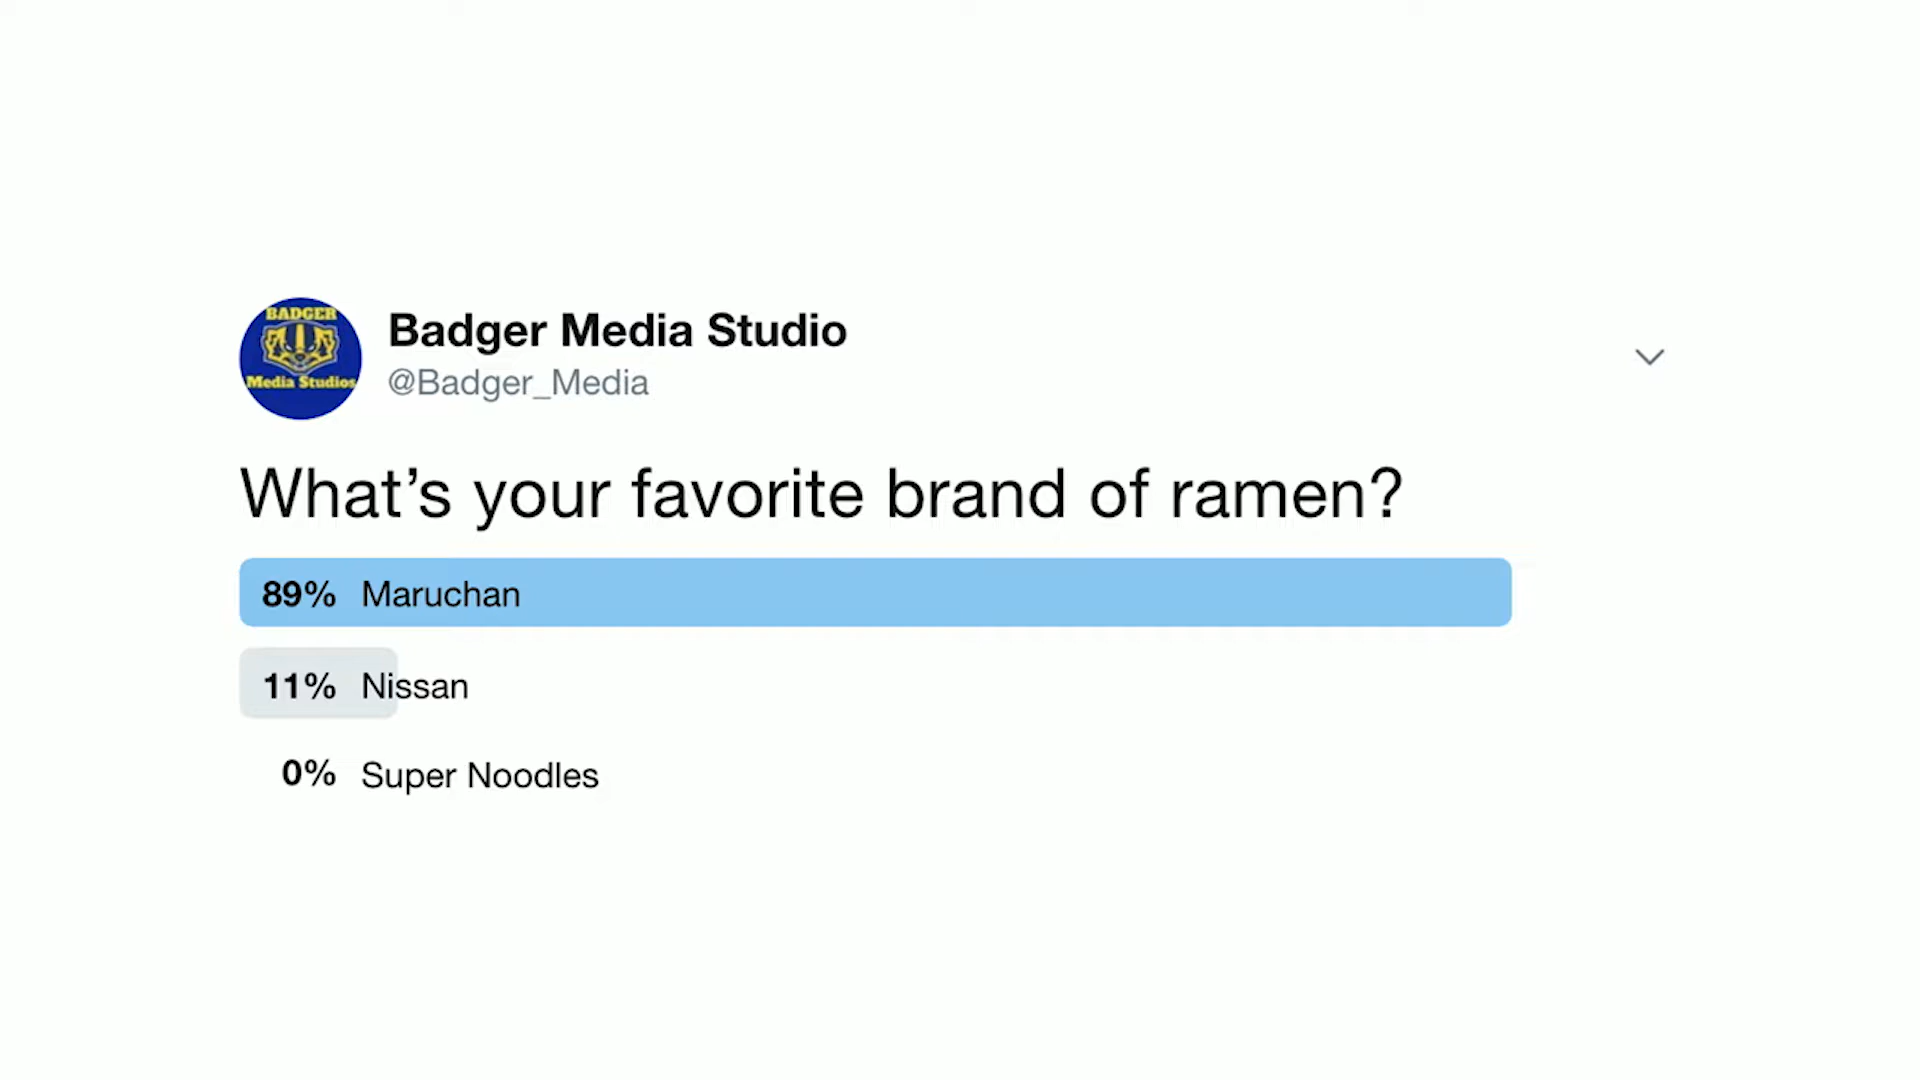 BADGER
Media Studios
Badger Media Studio
@Badger_Media
What’s your favorite brand of ramen?
89% Maruchan
11% Nissan
0% Super Noodles